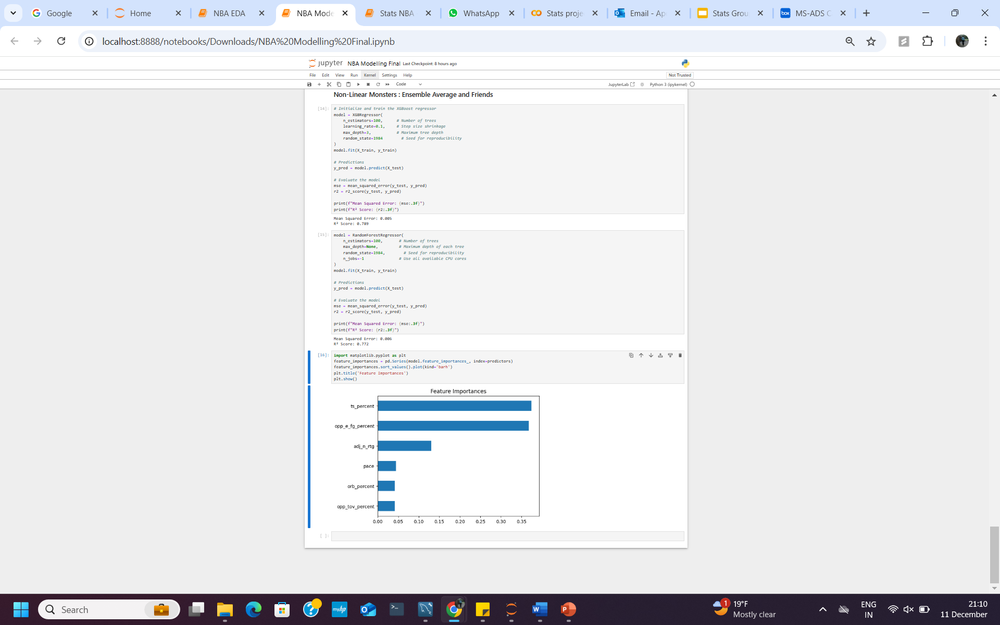 Google
Home
NBA EDA
NBA Mode
Stats NBA
WhatsApp
Stats proje
Email - Ap
Stats Grou
box MS-ADS C
localhost:8888/notebooks/Downloads/NBA%20Modelling%20Final.ipynb
jupyter NBA Modelling Final Last Checkpoint: 8 hours ago
File Edit View Run Kernel Settings Help
Not Trusted
Code
JupyterLab
Python 3 (ipykernel)
Non-Linear Monsters : Ensemble Average and Friends
[14]: # Initialize and train the XGBoost regressor
model = XGBRegressor(
n_estimators=100, # Number of trees
learning_rate=0.1, # Step size shrinkage
max_depth=3, # Maximum tree depth
random_state=1984 # Seed for reproducibility
)
model.fit(X_train, y_train)
# Predictions
y_pred = model.predict(X_test)
# Evaluate the model
mse = mean_squared_error(y_test, y_pred)
r2 = r2_score(y_test, y_pred)
print(f"Mean Squared Error: {mse:.3f}")
print(f"R² Score: {r2:.3f}")
Mean Squared Error: 0.005
R² Score: 0.789
[15]: model = RandomForestRegressor(
n_estimators=100, # Number of trees
max_depth=None, # Maximum depth of each tree
random_state=1984, # Seed for reproducibility
n_jobs=-1 # Use all available CPU cores
)
model.fit(X_train, y_train)
# Predictions
y_pred = model.predict(X_test)
# Evaluate the model
mse = mean_squared_error(y_test, y_pred)
r2 = r2_score(y_test, y_pred)
print(f"Mean Squared Error: {mse:.3f}")
print(f"R² Score: {r2:.3f}")
Mean Squared Error: 0.006
R² Score: 0.772
[16]: import matplotlib.pyplot as plt
feature_importances = pd.Series(model.feature_importances_, index=predictors)
feature_importances.sort_values().plot(kind='barh')
plt.title('Feature Importances')
plt.show()
Feature Importances
ts_percent
opp_e_fg_percent
adj_n_rtg
pace
orb_percent
opp_tov_percent
0.00 0.05 0.10 0.15 0.20 0.25 0.30 0.35
[ ]:
Search
myhp
1
19°F
Mostly clear
ENG
IN
21:10
11 December